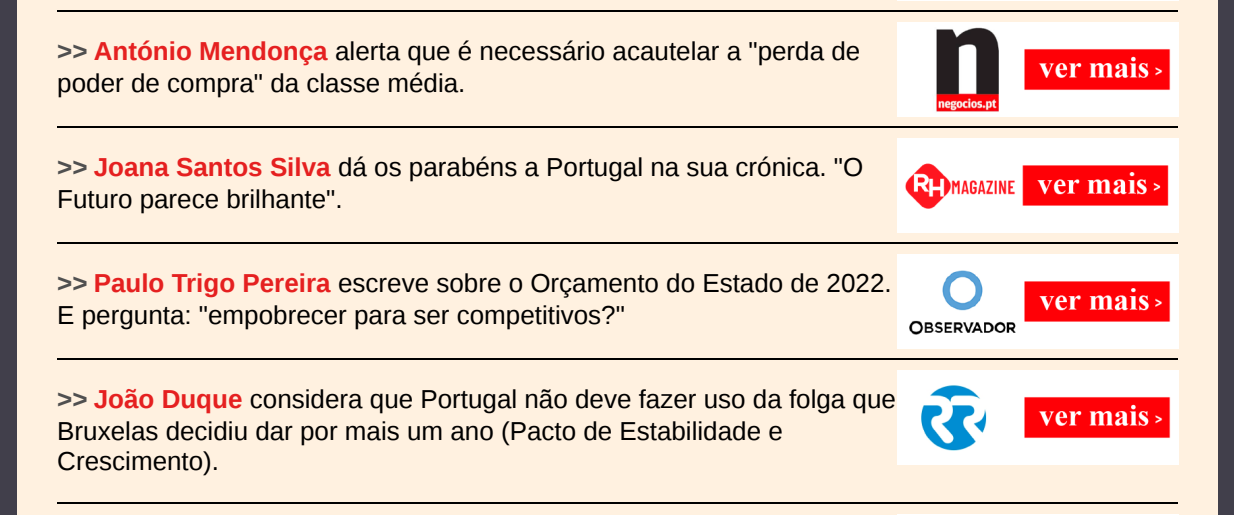 >> António Mendonça alerta que é necessário acautelar a "perda de
poder de compra" da classe média.
n
negocios.pt
ver mais >
>> Joana Santos Silva dá os parabéns a Portugal na sua crónica. "O
Futuro parece brilhante".
RH MAGAZINE
ver mais >
>> Paulo Trigo Pereira escreve sobre o Orçamento do Estado de 2022.
E pergunta: "empobrecer para ser competitivos?"
OBSERVADOR
ver mais >
>> João Duque considera que Portugal não deve fazer uso da folga que
Bruxelas decidiu dar por mais um ano (Pacto de Estabilidade e
Crescimento).
RR
ver mais >